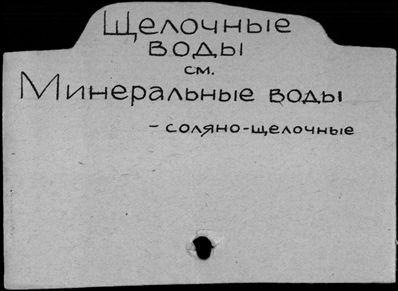 Щелочные
воды
см.
Минеральные воды
- соляно-щелочные